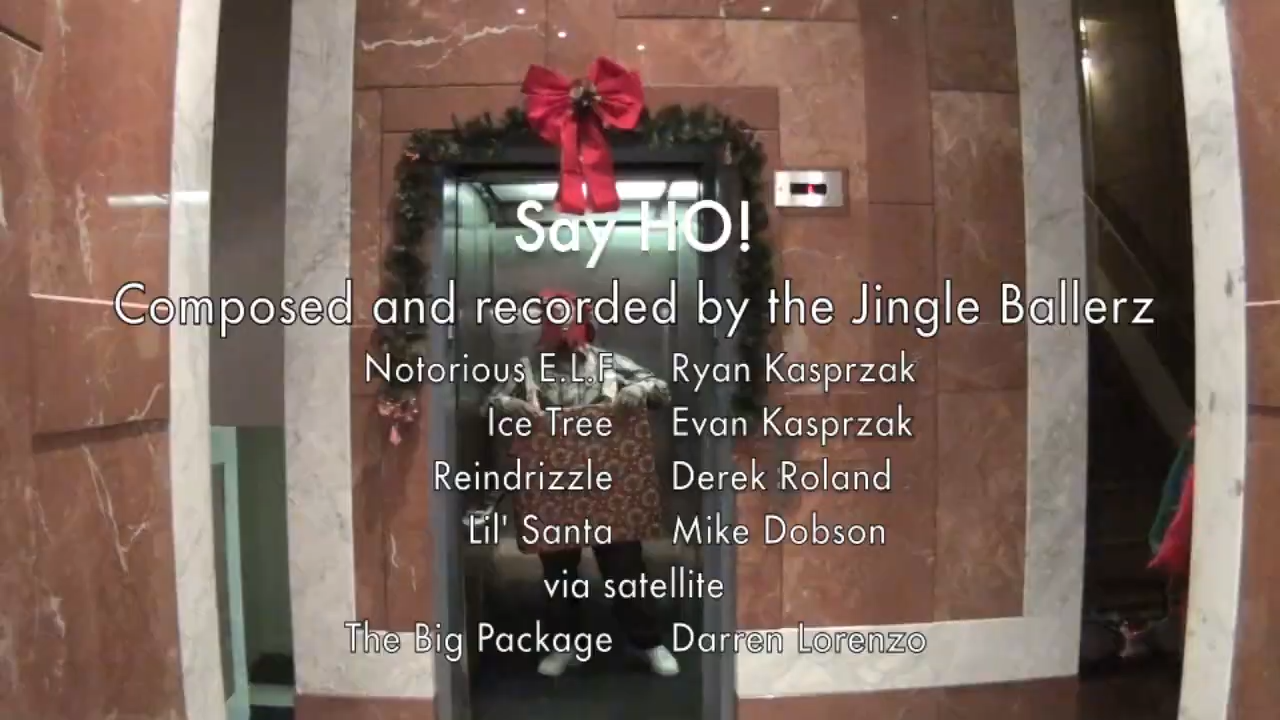 Say HO!
Composed and recorded by the Jingle Ballerz
Notorious E.L.F. Ryan Kasprzak
Ice Tree Evan Kasprzak
Reindrizzle Derek Roland
Lil' Santa Mike Dobson
via satellite
The Big Package Darren Lorenzo